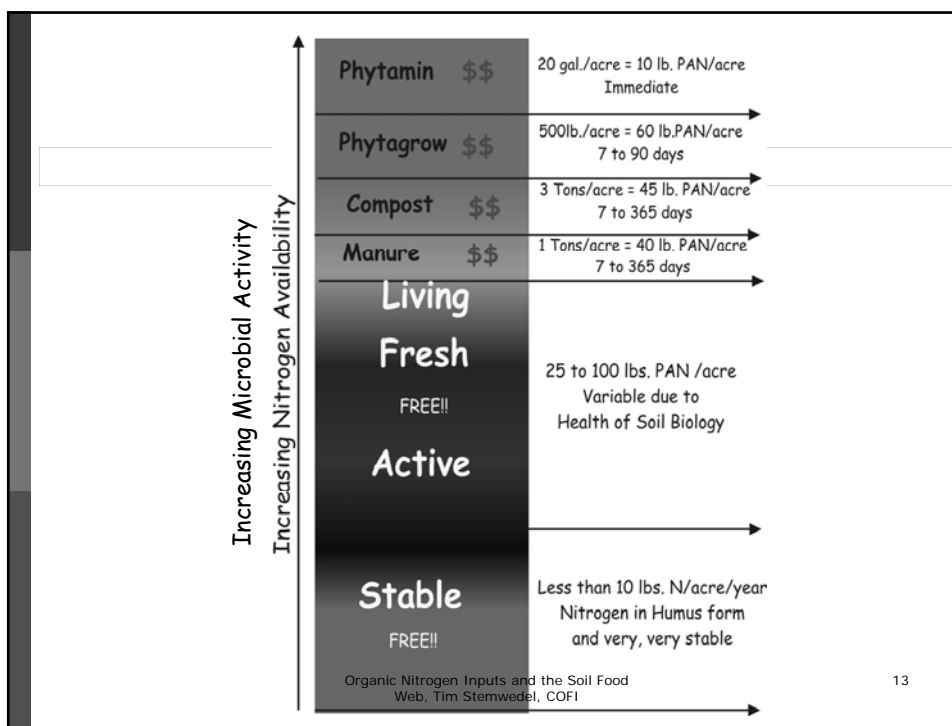 Increasing Microbial Activity
Increasing Nitrogen Availability
Phytamin $$
20 gal./acre = 10 lb. PAN/acre
Immediate
Phytagrow $$
500lb./acre = 60 lb.PAN/acre
7 to 90 days
Compost $$
3 Tons/acre = 45 lb. PAN/acre
7 to 365 days
Manure $$
1 Tons/acre = 40 lb. PAN/acre
7 to 365 days
Living
Fresh
FREE!!
Active
25 to 100 lbs. PAN /acre
Variable due to
Health of Soil Biology
Stable
FREE!!
Less than 10 lbs. N/acre/year
Nitrogen in Humus form
and very, very stable
Organic Nitrogen Inputs and the Soil Food
Web, Tim Stemwedel, COFI
13